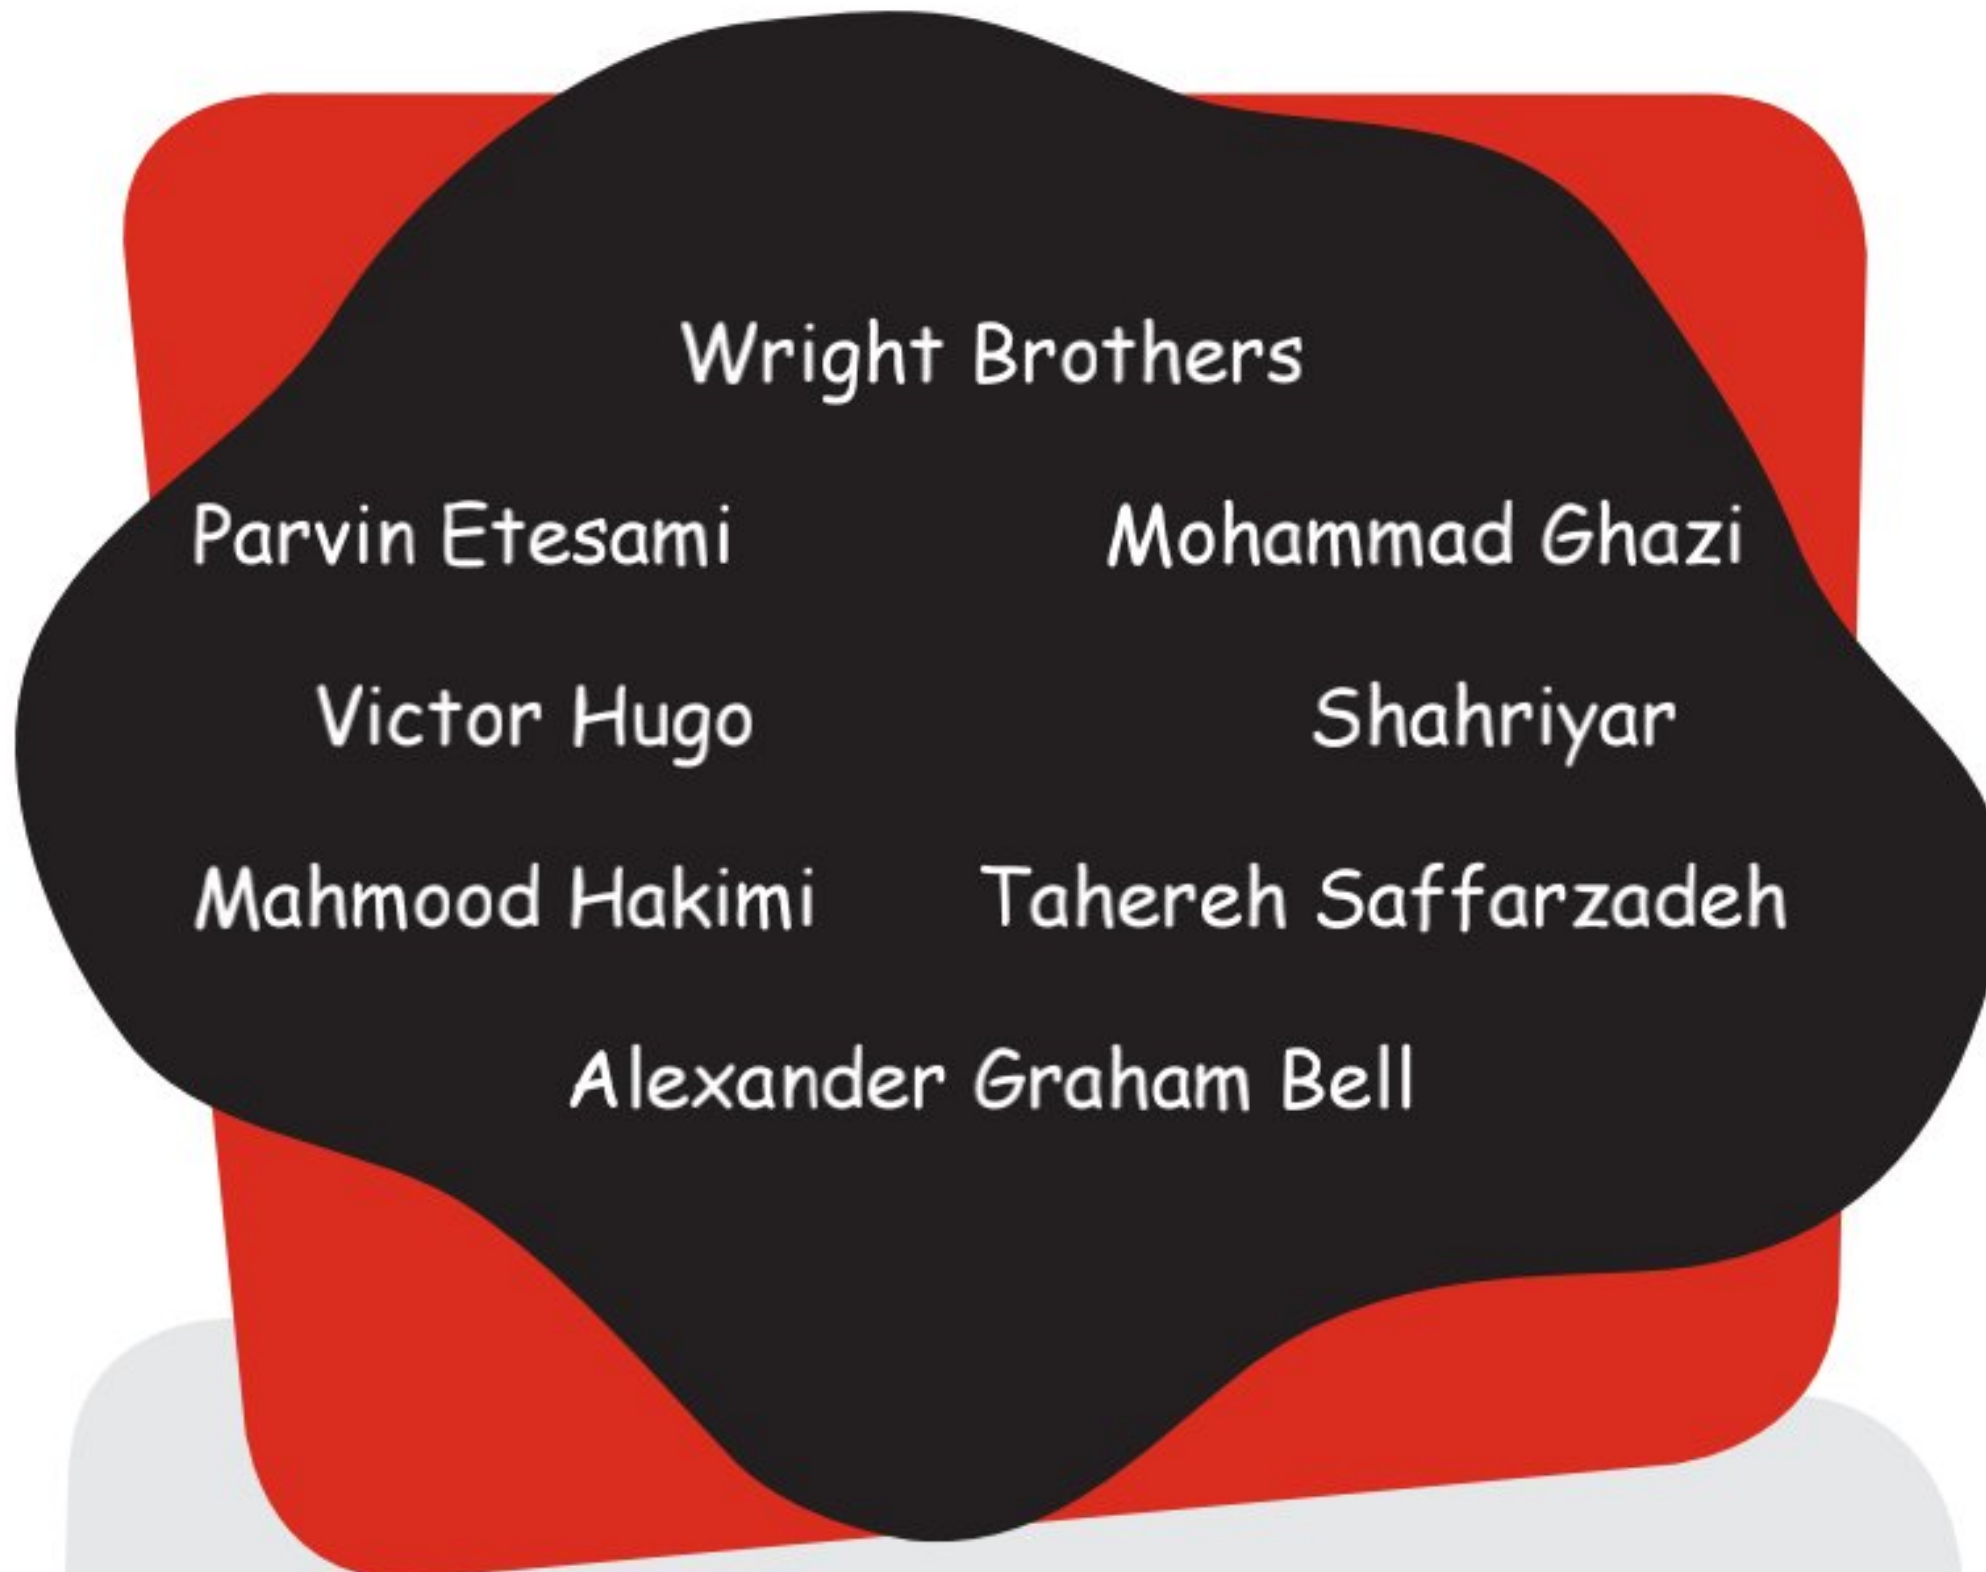 Wright Brothers
Parvin Etesami Mohammad Ghazi
Victor Hugo Shahriyar
Mahmood Hakimi Tahereh Saffarzadeh
Alexander Graham Bell